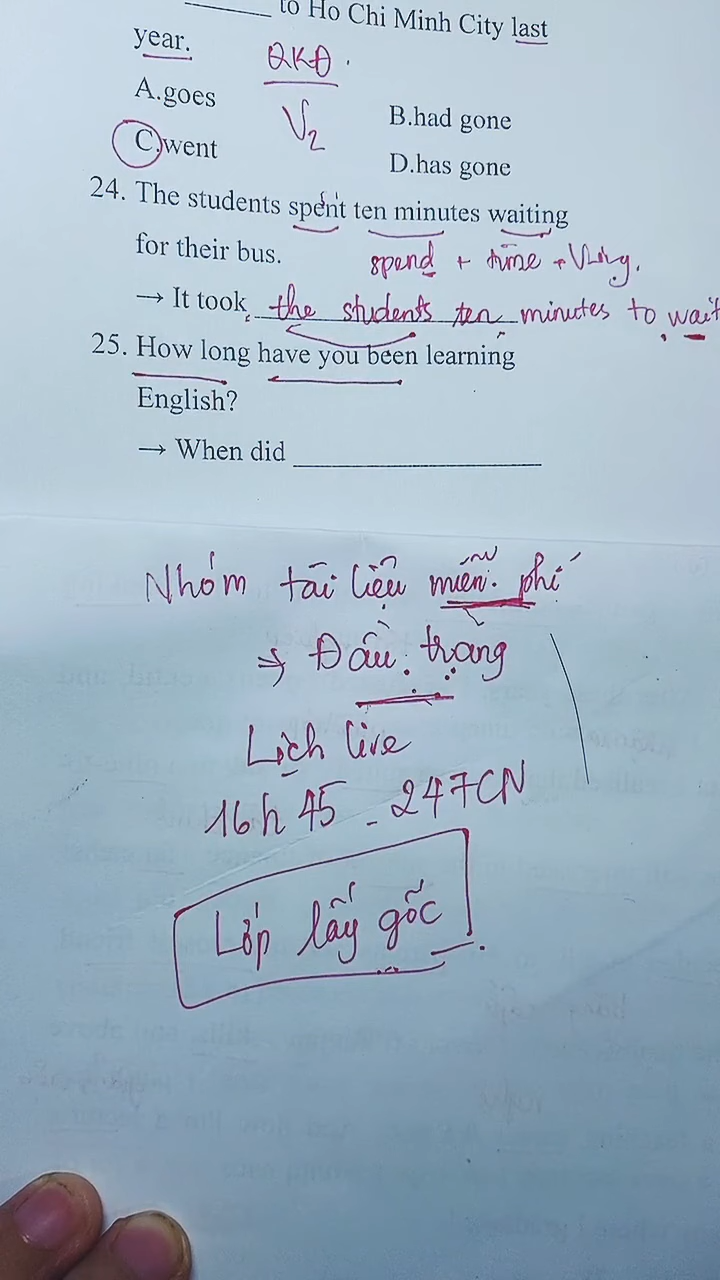 ______ to Ho Chi Minh City last
year. QKĐ.
A.goes V2 B.had gone
C.went D.has gone
24. The students spent ten minutes waiting
for their bus. spend + time + Ving.
→ It took the students ten minutes to wait
25. How long have you been learning
English?
→ When did ______
Nhóm tài liệu miễn phí
⇒ Đầu trang
Lịch live
16h45 - 247CN
Lớp lấy gốc